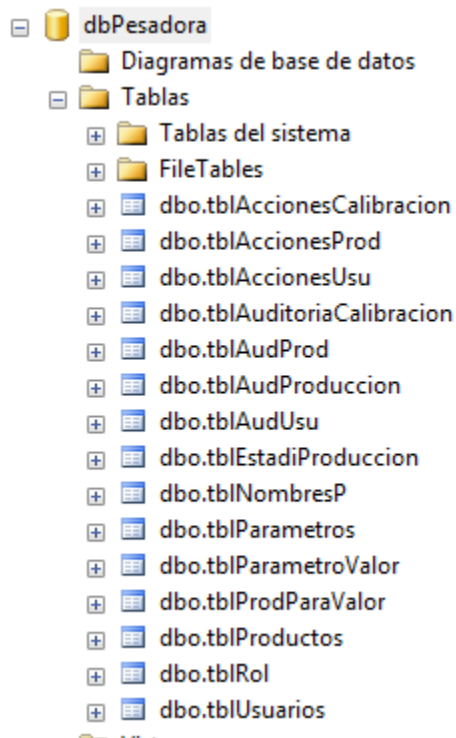 dbPesadora
Diagramas de base de datos
Tablas
Tablas del sistema
FileTables
dbo.tblAccionesCalibracion
dbo.tblAccionesProd
dbo.tblAccionesUsu
dbo.tblAuditoriaCalibracion
dbo.tblAudProd
dbo.tblAudProduccion
dbo.tblAudUsu
dbo.tblEstadiProduccion
dbo.tblNombresP
dbo.tblParametros
dbo.tblParametroValor
dbo.tblProdParaValor
dbo.tblProductos
dbo.tblRol
dbo.tblUsuarios